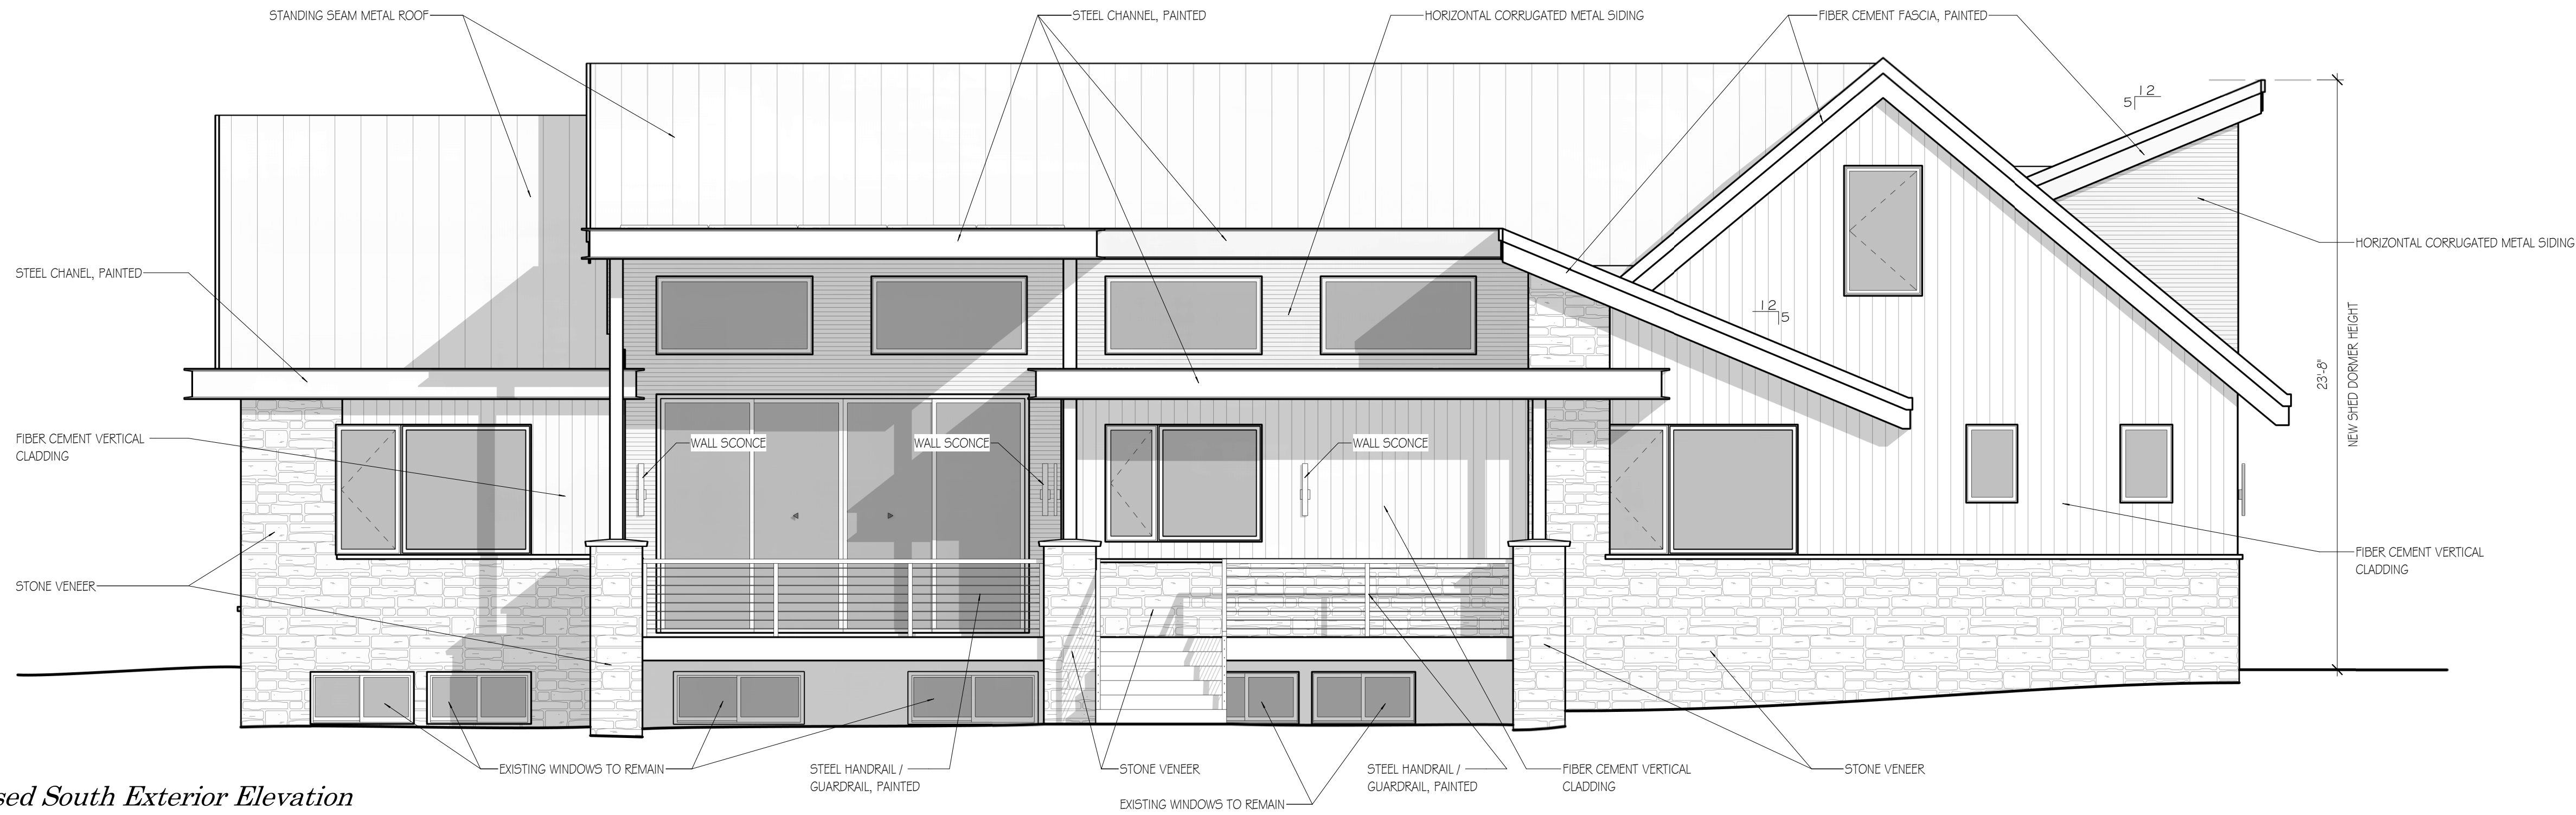 STANDING SEAM METAL ROOF
STEEL CHANNEL, PAINTED
HORIZONTAL CORRUGATED METAL SIDING
FIBER CEMENT FASCIA, PAINTED
12
5
HORIZONTAL CORRUGATED METAL SIDING
STEEL CHANEL, PAINTED
12
5
23'-8"
NEW SHED DORMER HEIGHT
FIBER CEMENT VERTICAL
CLADDING
WALL SCONCE
WALL SCONCE
WALL SCONCE
FIBER CEMENT VERTICAL
CLADDING
STONE VENEER
EXISTING WINDOWS TO REMAIN
STEEL HANDRAIL /
GUARDRAIL, PAINTED
STONE VENEER
EXISTING WINDOWS TO REMAIN
STEEL HANDRAIL /
GUARDRAIL, PAINTED
FIBER CEMENT VERTICAL
CLADDING
STONE VENEER
sed South Exterior Elevation